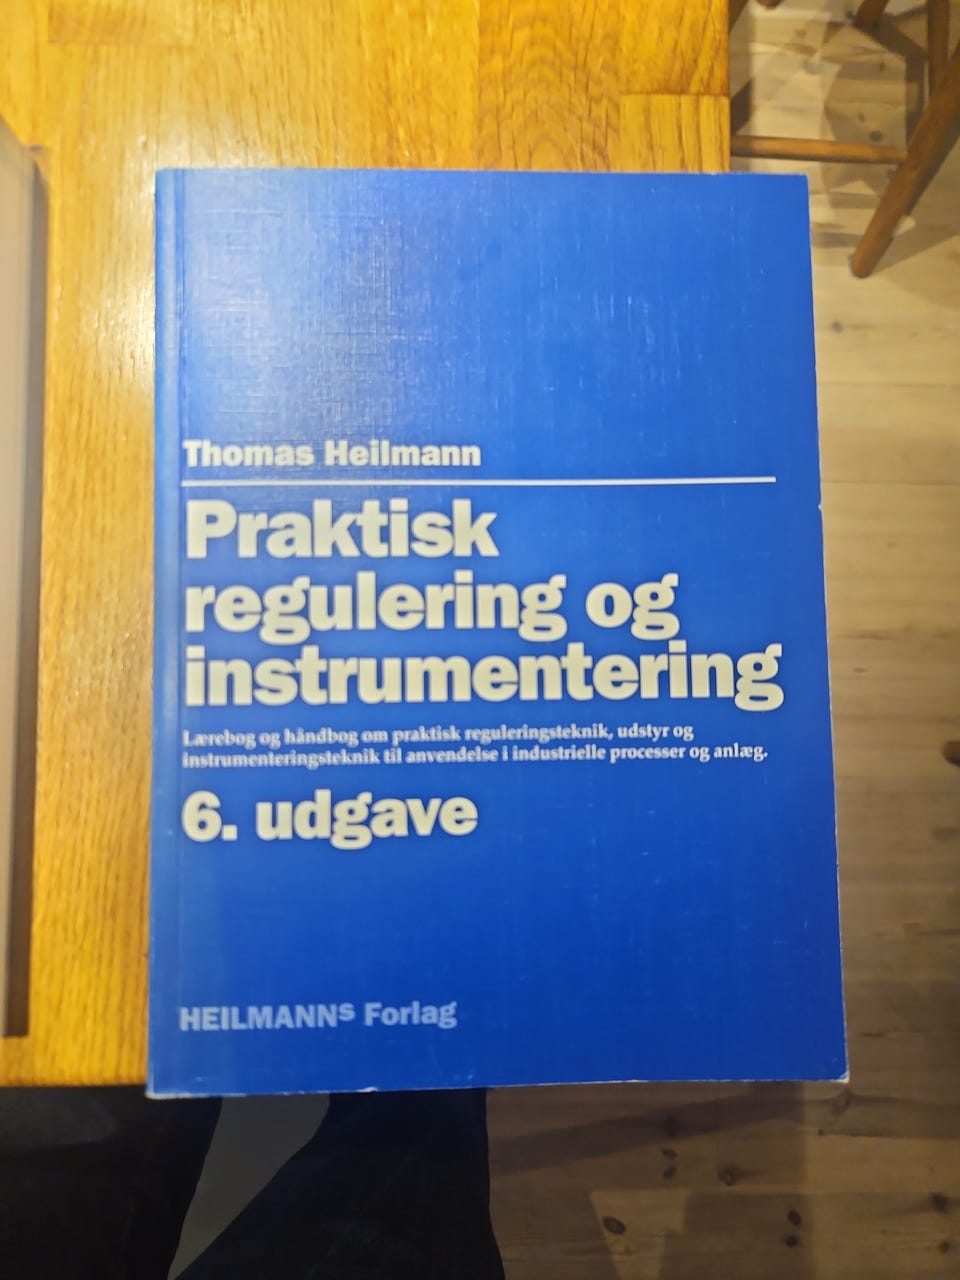 Thomas Heilmann
Praktisk
regulering og
instrumentering
Lærebog og håndbog om praktisk reguleringsteknik, udstyr og
instrumenteringsteknik til anvendelse i industrielle processer og anlæg.
6. udgave
HEILMANNs Forlag